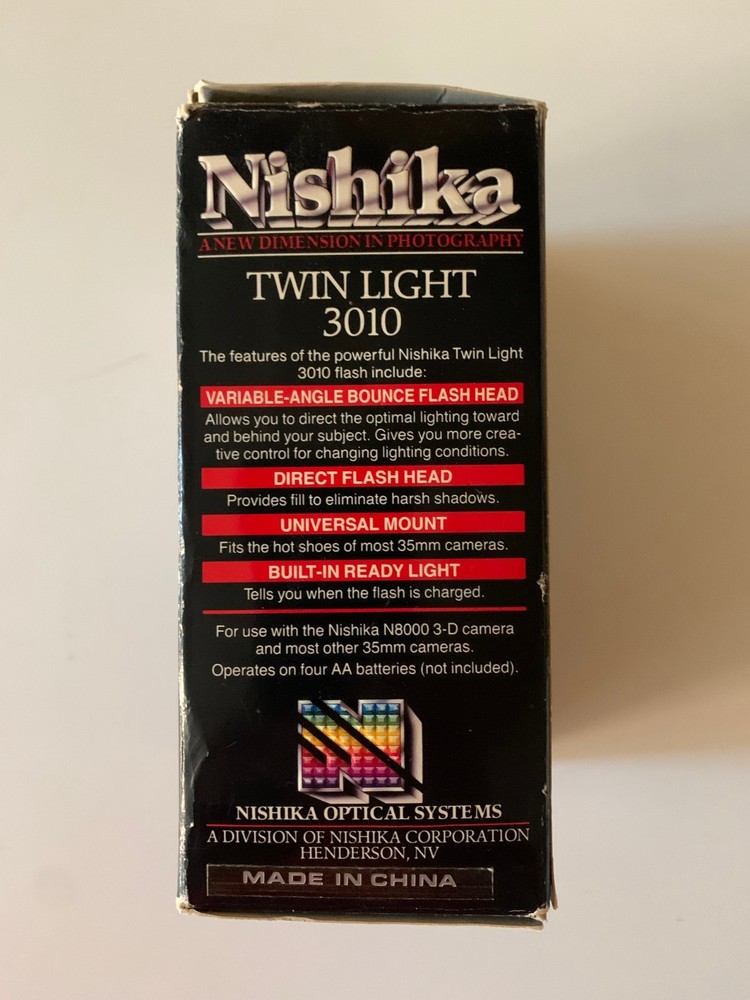 Nishika
A NEW DIMENSION IN PHOTOGRAPHY
TWIN LIGHT
3010
The features of the powerful Nishika Twin Light
3010 flash include:
VARIABLE-ANGLE BOUNCE FLASH HEAD
Allows you to direct the optimal lighting toward
and behind your subject. Gives you more crea-
tive control for changing lighting conditions.
DIRECT FLASH HEAD
Provides fill to eliminate harsh shadows.
UNIVERSAL MOUNT
Fits the hot shoes of most 35mm cameras.
BUILT-IN READY LIGHT
Tells you when the flash is charged.
For use with the Nishika N8000 3-D camera
and most other 35mm cameras.
Operates on four AA batteries (not included).
N
NISHIKA OPTICAL SYSTEMS
A DIVISION OF NISHIKA CORPORATION
HENDERSON, NV
MADE IN CHINA